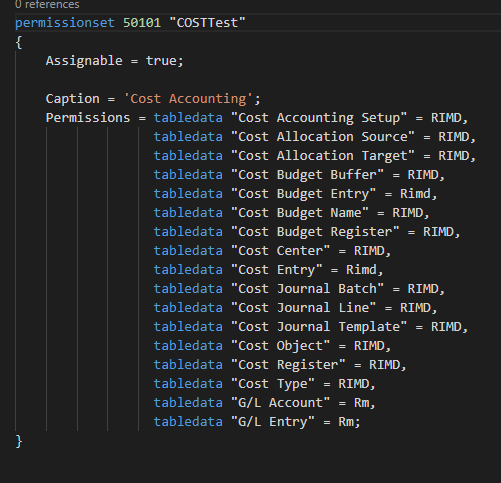 0 references
permissionset 50101 "COSTTest"
{
    Assignable = true;

    Caption = 'Cost Accounting';
    Permissions = tabledata "Cost Accounting Setup" = RIMD,
                  tabledata "Cost Allocation Source" = RIMD,
                  tabledata "Cost Allocation Target" = RIMD,
                  tabledata "Cost Budget Buffer" = RIMD,
                  tabledata "Cost Budget Entry" = Rimd,
                  tabledata "Cost Budget Name" = RIMD,
                  tabledata "Cost Budget Register" = RIMD,
                  tabledata "Cost Center" = RIMD,
                  tabledata "Cost Entry" = Rimd,
                  tabledata "Cost Journal Batch" = RIMD,
                  tabledata "Cost Journal Line" = RIMD,
                  tabledata "Cost Journal Template" = RIMD,
                  tabledata "Cost Object" = RIMD,
                  tabledata "Cost Register" = RIMD,
                  tabledata "Cost Type" = RIMD,
                  tabledata "G/L Account" = Rm,
                  tabledata "G/L Entry" = Rm;
}